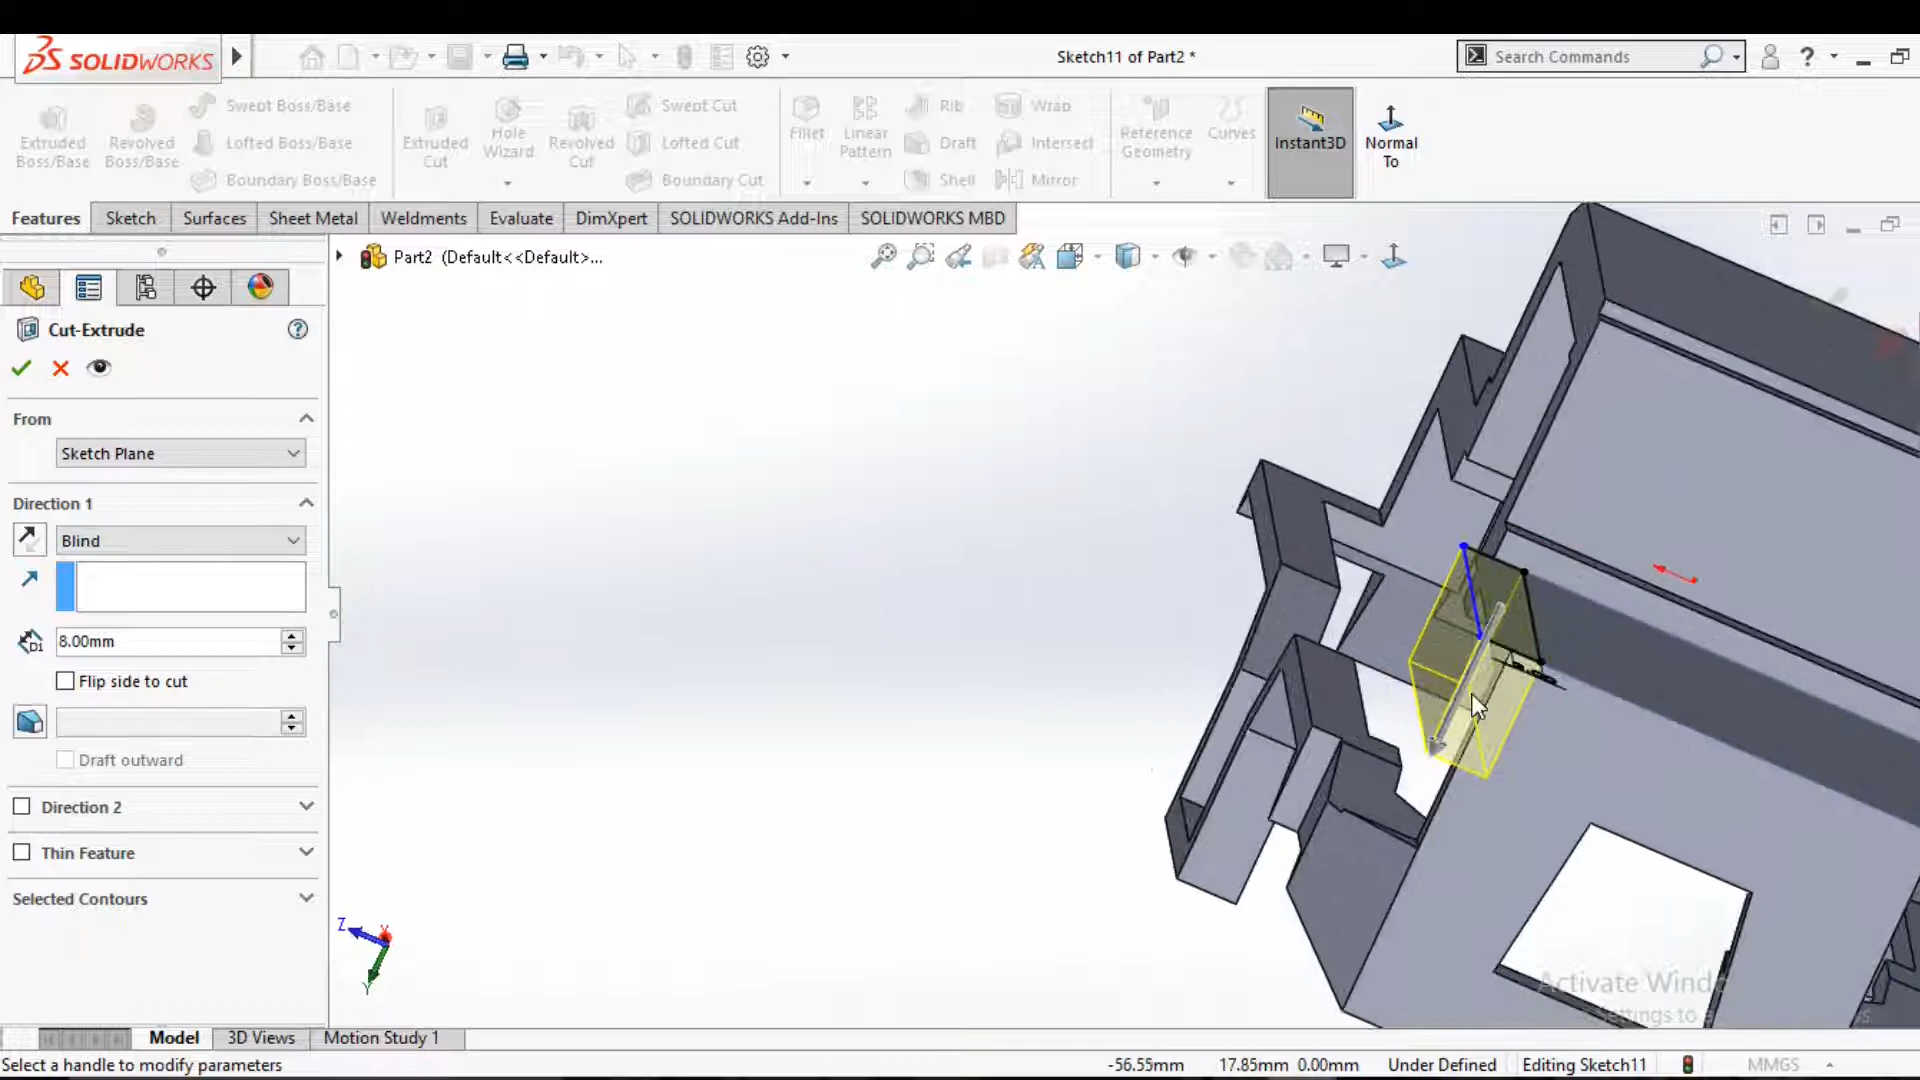 SOLIDWORKS
Sketch11 of Part2 *
Search Commands
?
Extruded Boss/Base
Revolved Boss/Base
Swept Boss/Base
Lofted Boss/Base
Boundary Boss/Base
Extruded Cut
Hole Wizard
Revolved Cut
Swept Cut
Lofted Cut
Boundary Cut
Fillet
Linear Pattern
Rib
Draft
Shell
Wrap
Intersect
Mirror
Reference Geometry
Curves
Instant3D
Normal To
Features
Sketch
Surfaces
Sheet Metal
Weldments
Evaluate
DimXpert
SOLIDWORKS Add-Ins
SOLIDWORKS MBD
Part2 (Default<<Default>...
Cut-Extrude
?
From
Sketch Plane
Direction 1
Blind
D1
8.00mm
Flip side to cut
Draft outward
Direction 2
Thin Feature
Selected Contours
Z
X
Y
Activate Wind
ettings to a
Model
3D Views
Motion Study 1
Select a handle to modify parameters
-56.55mm
17.85mm 0.00mm
Under Defined
Editing Sketch11
MMGS